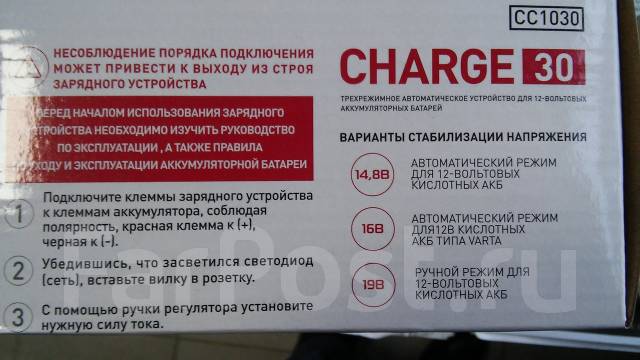 CC1030
НЕСОБЛЮДЕНИЕ ПОРЯДКА ПОДКЛЮЧЕНИЯ
МОЖЕТ ПРИВЕСТИ К ВЫХОДУ ИЗ СТРОЯ
ЗАРЯДНОГО УСТРОЙСТВА
ПЕРЕД НАЧАЛОМ ИСПОЛЬЗОВАНИЯ ЗАРЯДНОГО
УСТРОЙСТВА НЕОБХОДИМО ИЗУЧИТЬ РУКОВОДСТВО
ПО ЭКСПЛУАТАЦИИ , А ТАКЖЕ ПРАВИЛА
ПО УХОДУ И ЭКСПЛУАТАЦИИ АККУМУЛЯТОРНОЙ БАТАРЕИ
1 Подключите клеммы зарядного устройства
к клеммам аккумулятора, соблюдая
полярность, красная клемма к (+),
черная к (-).
2 Убедившись, что засветился светодиод
(сеть), вставьте вилку в розетку.
3 С помощью ручки регулятора установите
нужную силу тока.
CHARGE 30
ТРЕХРЕЖИМНОЕ АВТОМАТИЧЕСКОЕ УСТРОЙСТВО ДЛЯ 12-ВОЛЬТОВЫХ
АККУМУЛЯТОРНЫХ БАТАРЕЙ
ВАРИАНТЫ СТАБИЛИЗАЦИИ НАПРЯЖЕНИЯ
14,8В АВТОМАТИЧЕСКИЙ РЕЖИМ
ДЛЯ 12-ВОЛЬТОВЫХ
КИСЛОТНЫХ АКБ
16В АВТОМАТИЧЕСКИЙ РЕЖИМ
ДЛЯ12В КИСЛОТНЫХ
АКБ ТИПА VARTA
19В РУЧНОЙ РЕЖИМ ДЛЯ
12-ВОЛЬТОВЫХ
КИСЛОТНЫХ АКБ
FarPost.ru